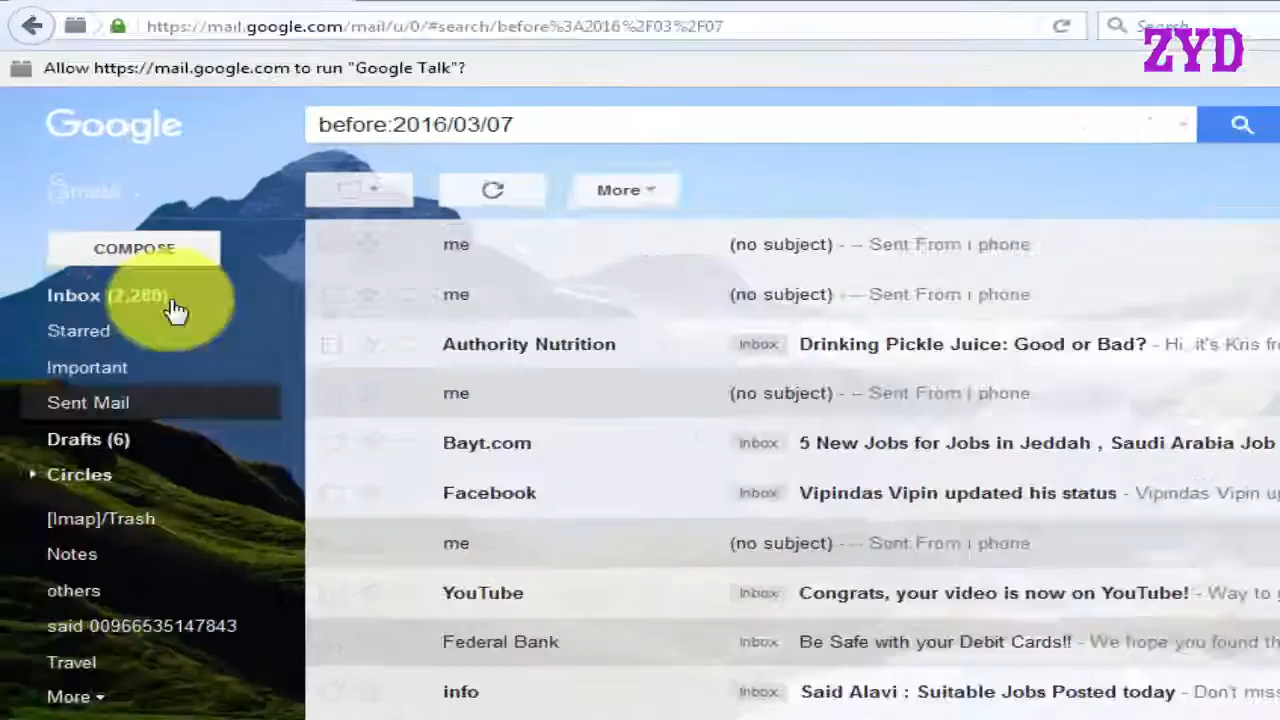 https://mail.google.com/mail/u/0/#search/before%3A2016%2F03%2F07
Search
ZYD
Allow https://mail.google.com to run "Google Talk"?
Google
before:2016/03/07
More
COMPOSE
Inbox (2,286)
Starred
Important
Sent Mail
Drafts (6)
Circles
[Imap]/Trash
Notes
others
said 00966535147843
Travel
More
me (no subject) - -- Sent From i phone
me (no subject) - -- Sent From i phone
Authority Nutrition Inbox Drinking Pickle Juice: Good or Bad? - Hi, it's Kris fr
me (no subject) - -- Sent From i phone
Bayt.com Inbox 5 New Jobs for Jobs in Jeddah , Saudi Arabia Job
Facebook Inbox Vipindas Vipin updated his status - Vipindas Vipin u
me (no subject) - -- Sent From i phone
YouTube Inbox Congrats, your video is now on YouTube! - Way to g
Federal Bank Inbox Be Safe with your Debit Cards!! - We hope you found th
info Inbox Said Alavi : Suitable Jobs Posted today - Don't miss